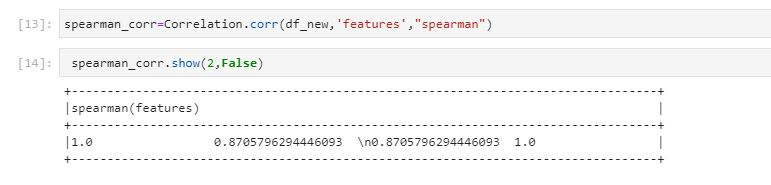 [13]: spearman_corr=Correlation.corr(df_new,'features',"spearman")
[14]: spearman_corr.show(2,False)
+-----------------------------------------------------------------------------------+
|spearman(features)                                                                 |
+-----------------------------------------------------------------------------------+
|1.0                 0.8705796294446093  \n0.8705796294446093  1.0                  |
+-----------------------------------------------------------------------------------+